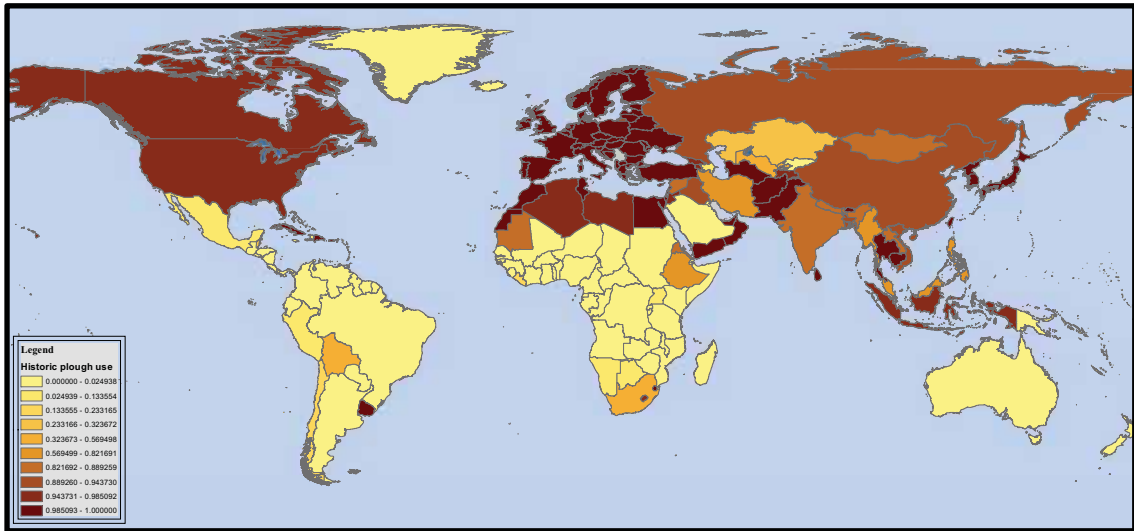 Legend
Historic plough use
0.000000 - 0.024938
0.024939 - 0.133554
0.133555 - 0.233165
0.233166 - 0.323672
0.323673 - 0.569498
0.569499 - 0.821691
0.821692 - 0.889259
0.889260 - 0.943730
0.943731 - 0.985092
0.985093 - 1.000000